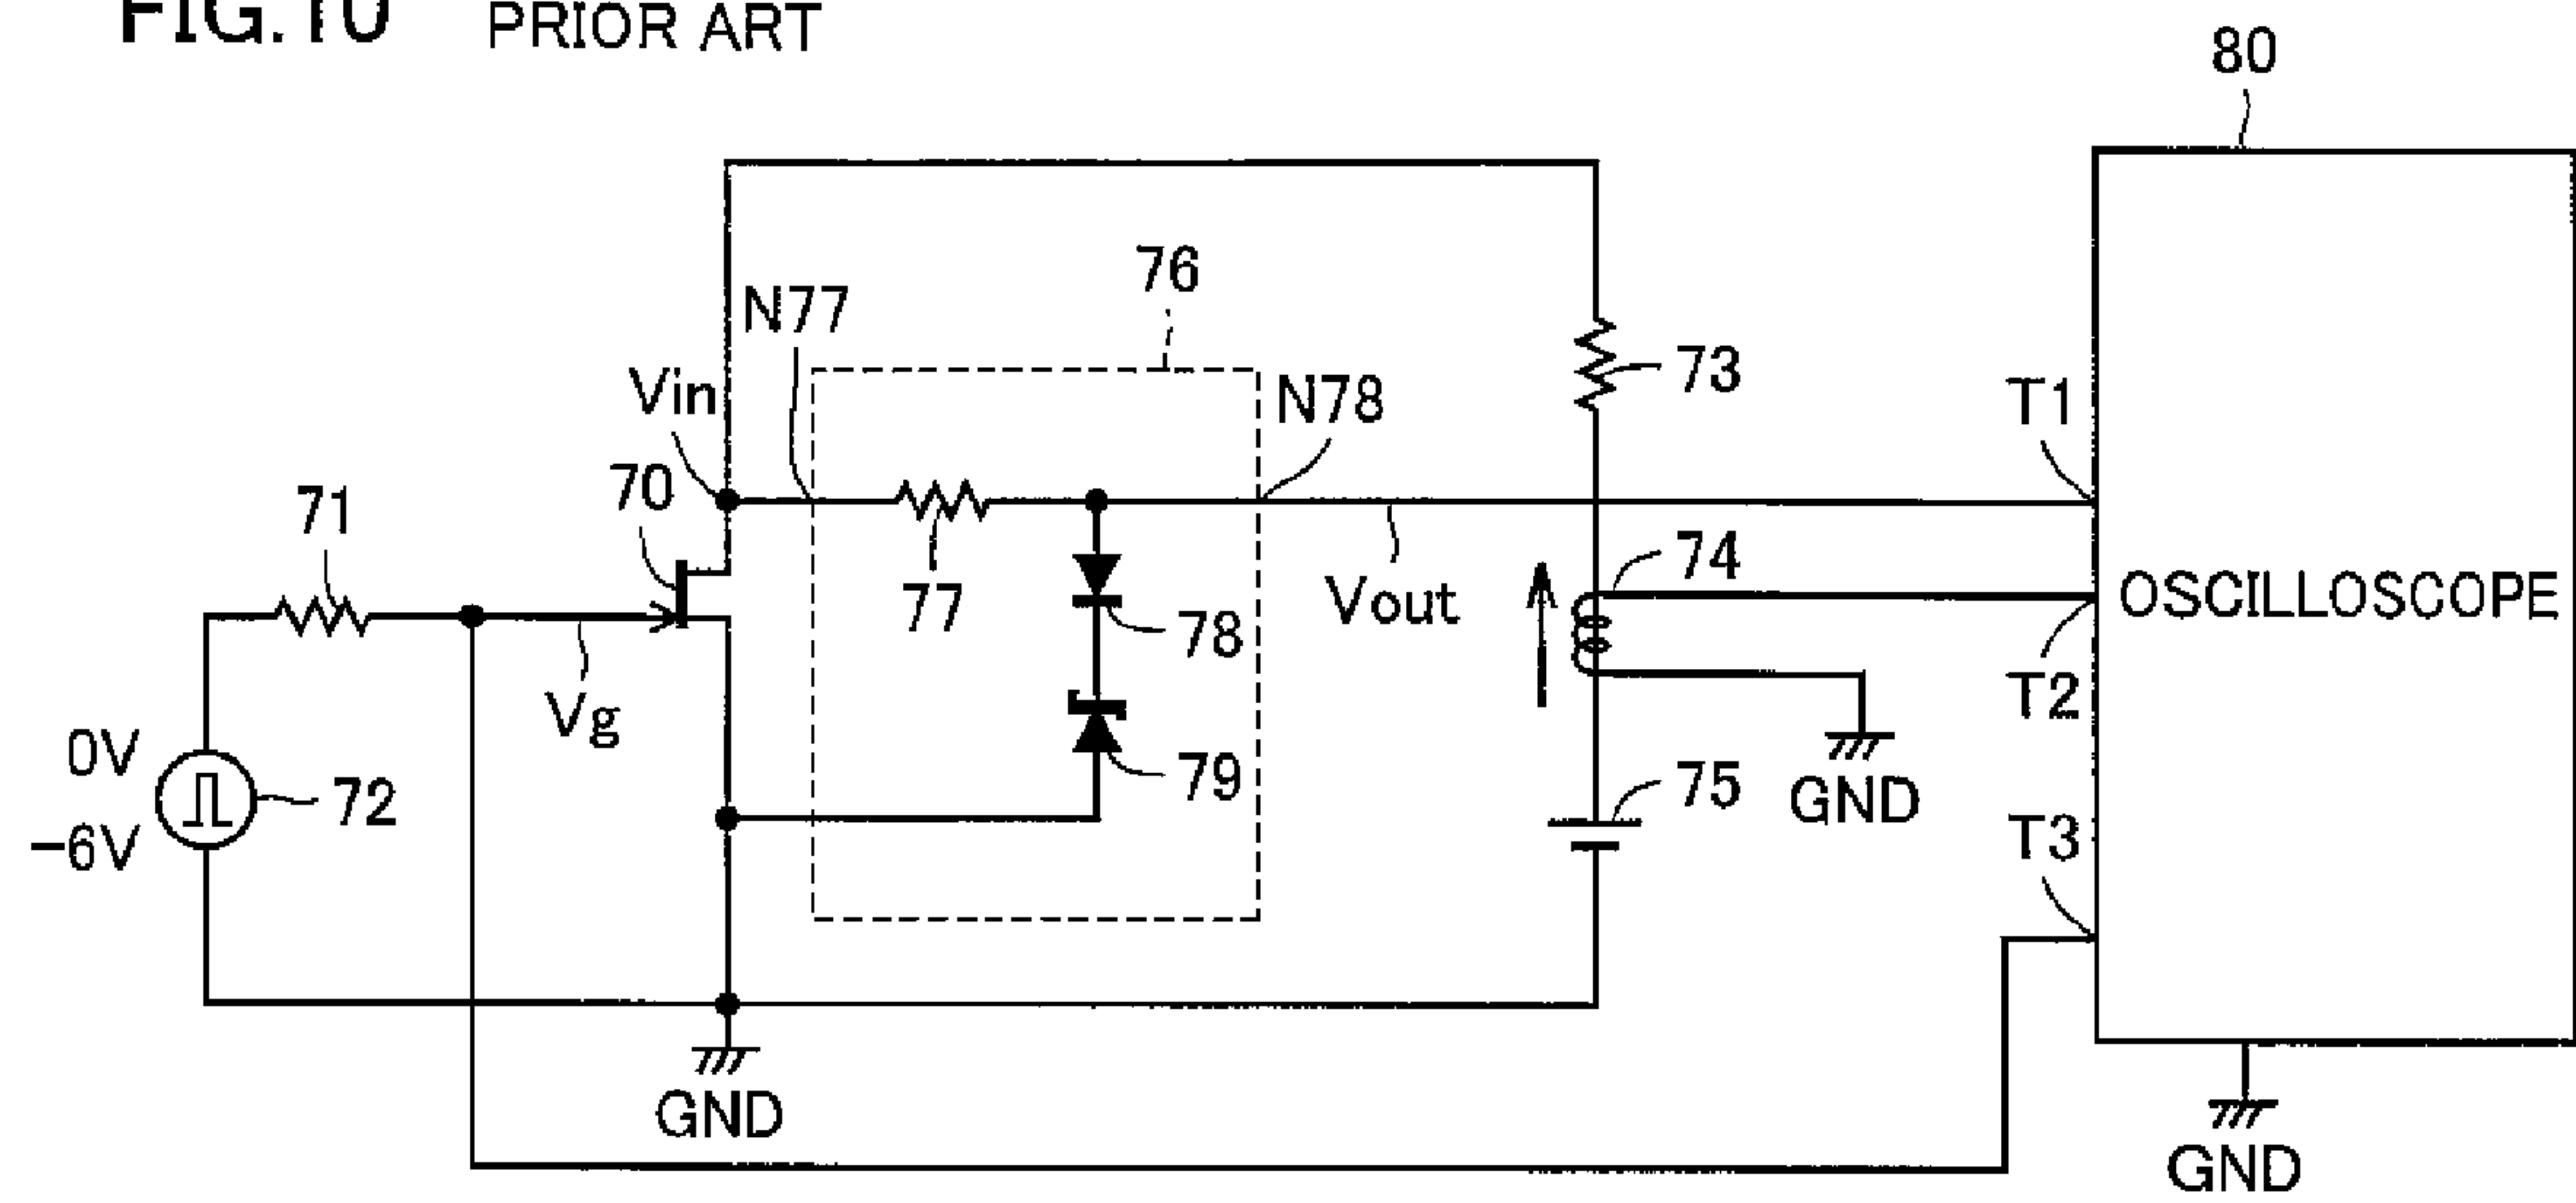 FIG.10 PRIOR ART
80
76
N77
73
Vin
N78
T1
70
71
74
77
78
Vout
OSCILLOSCOPE
Vg
T2
0V
72
79
75
GND
-6V
T3
GND
GND